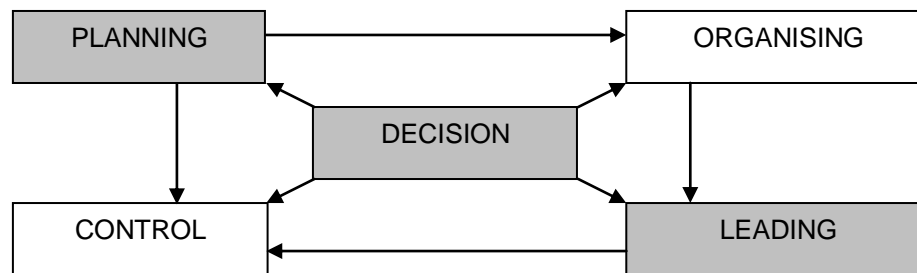 PLANNING
ORGANISING
DECISION
CONTROL
LEADING